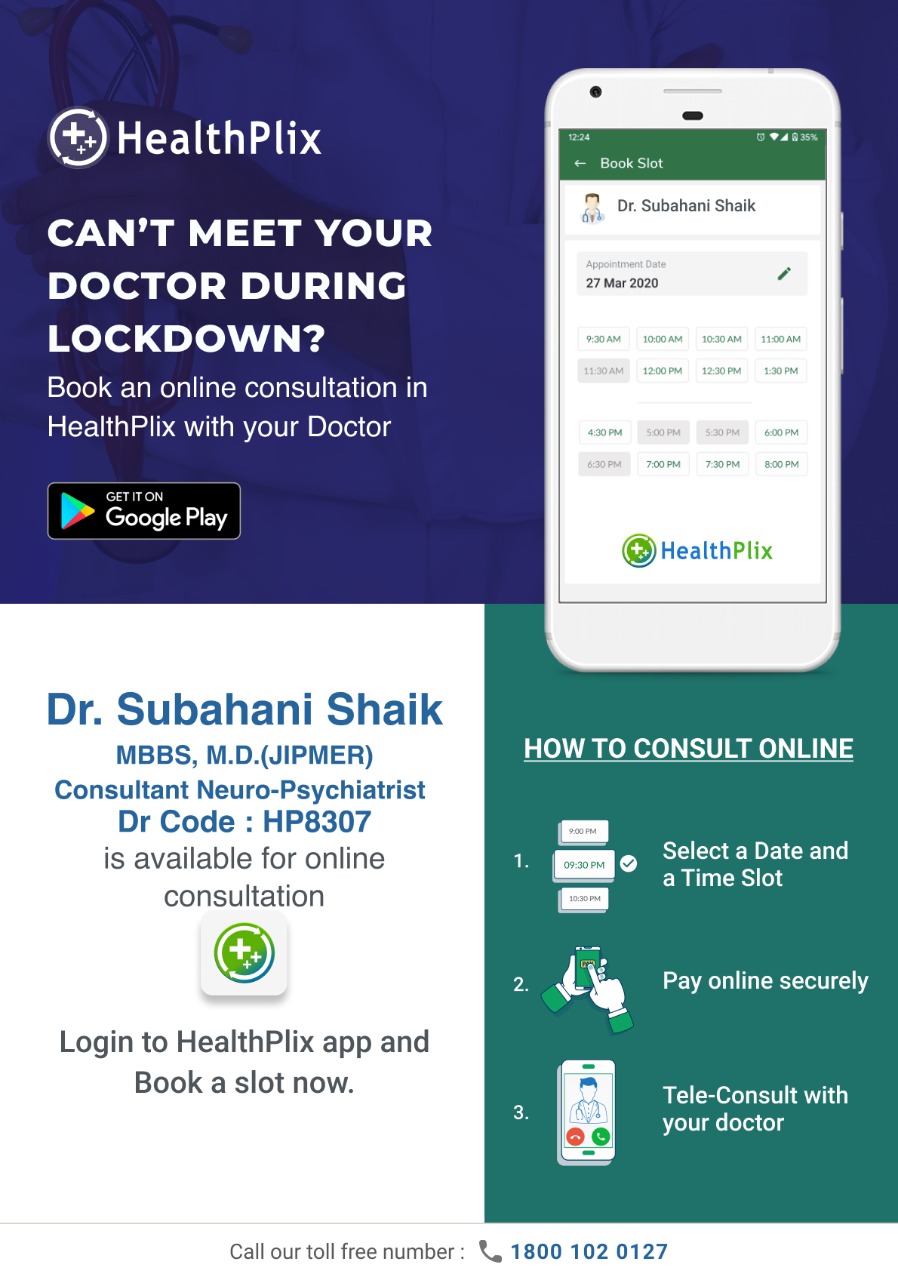 HealthPlix
CAN'T MEET YOUR
DOCTOR DURING
LOCKDOWN?
Book an online consultation in
HealthPlix with your Doctor
GET IT ON
Google Play
12:24
35%
← Book Slot
Dr. Subahani Shaik
Appointment Date
27 Mar 2020
9:30 AM 10:00 AM 10:30 AM 11:00 AM
11:30 AM 12:00 PM 12:30 PM 1:30 PM
4:30 PM 5:00 PM 5:30 PM 6:00 PM
6:30 PM 7:00 PM 7:30 PM 8:00 PM
HealthPlix
Dr. Subahani Shaik
MBBS, M.D.(JIPMER)
Consultant Neuro-Psychiatrist
Dr Code : HP8307
is available for online
consultation
Login to HealthPlix app and
Book a slot now.
HOW TO CONSULT ONLINE
1.
9:00 PM
09:30 PM
10:30 PM
Select a Date and
a Time Slot
2.
Pay online securely
3.
Tele-Consult with
your doctor
Call our toll free number : 1800 102 0127